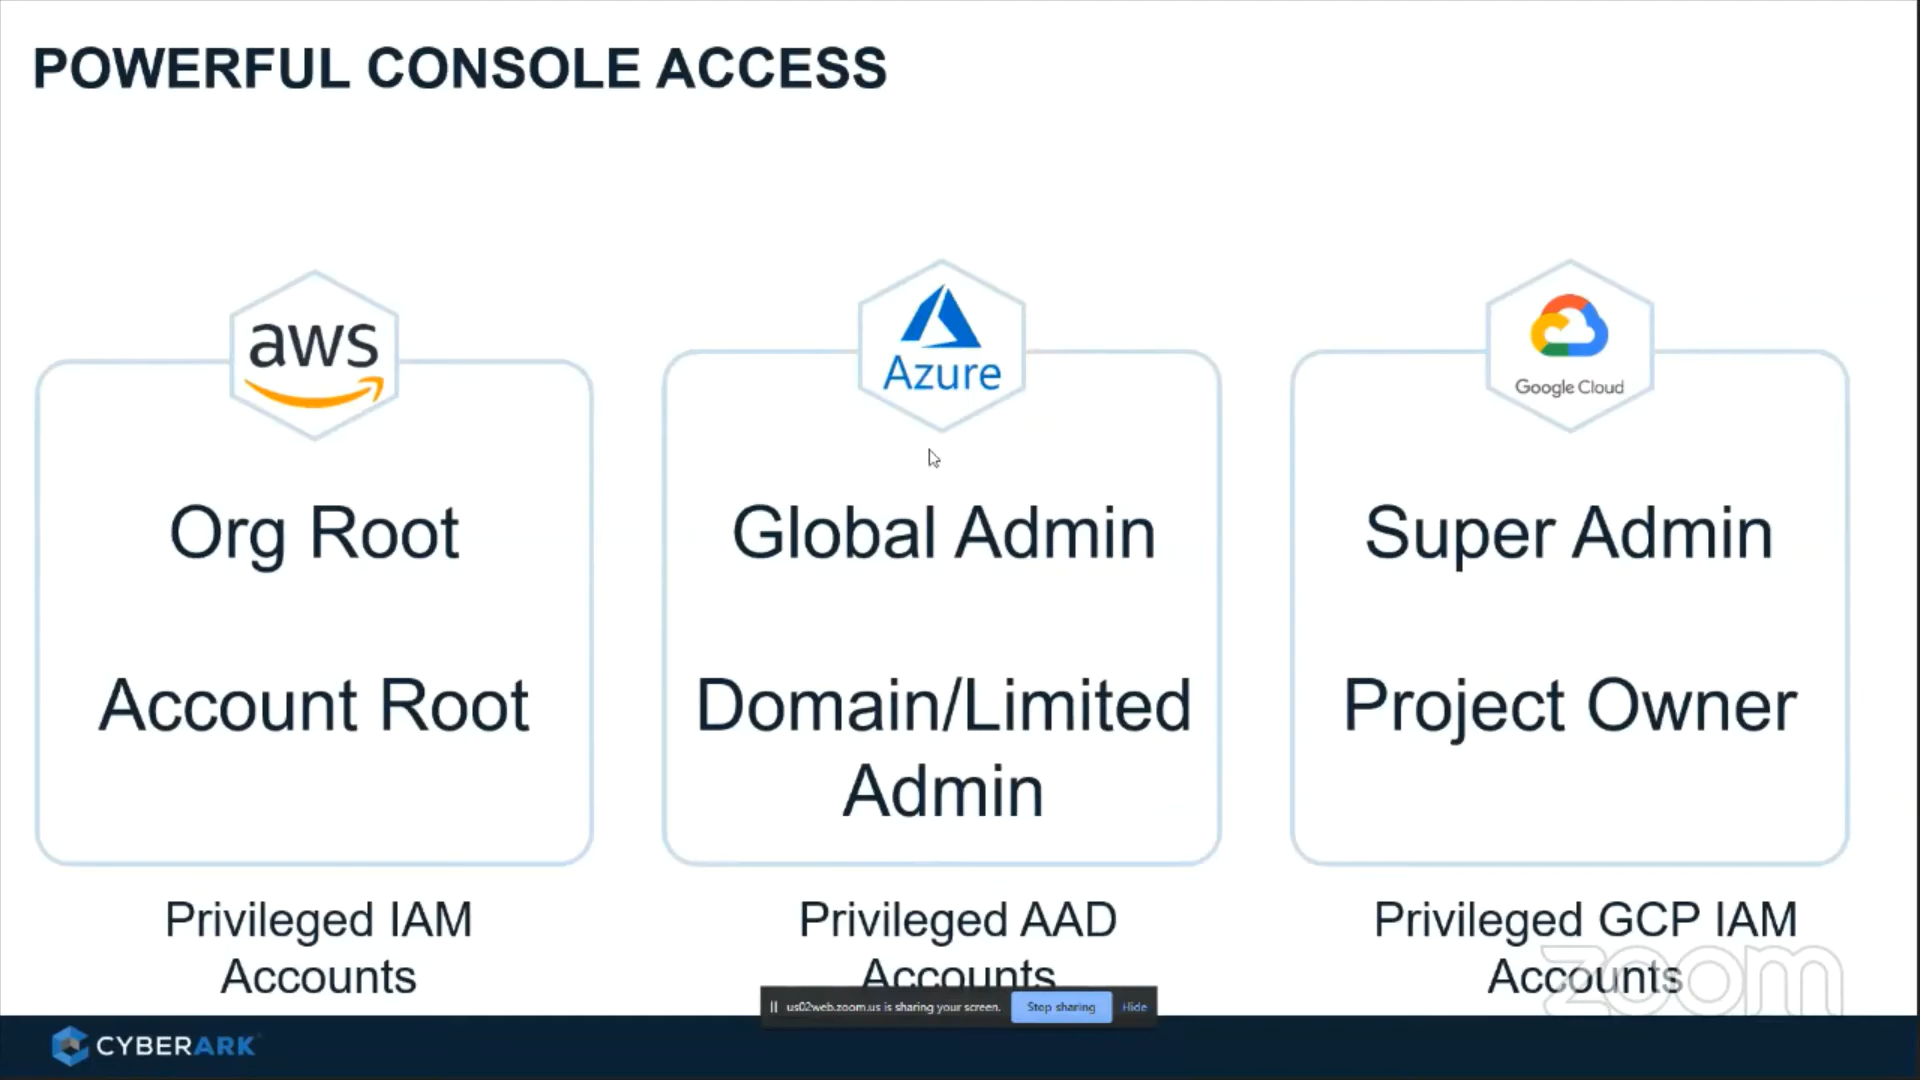 POWERFUL CONSOLE ACCESS
aws
Org Root
Account Root
Privileged IAM
Accounts
Azure
Global Admin
Domain/Limited
Admin
Privileged AAD
Accounts
Google Cloud
Super Admin
Project Owner
Privileged GCP IAM
Accounts
zoom
us02web.zoom.us is sharing your screen.
Stop sharing
Hide
CYBERARK